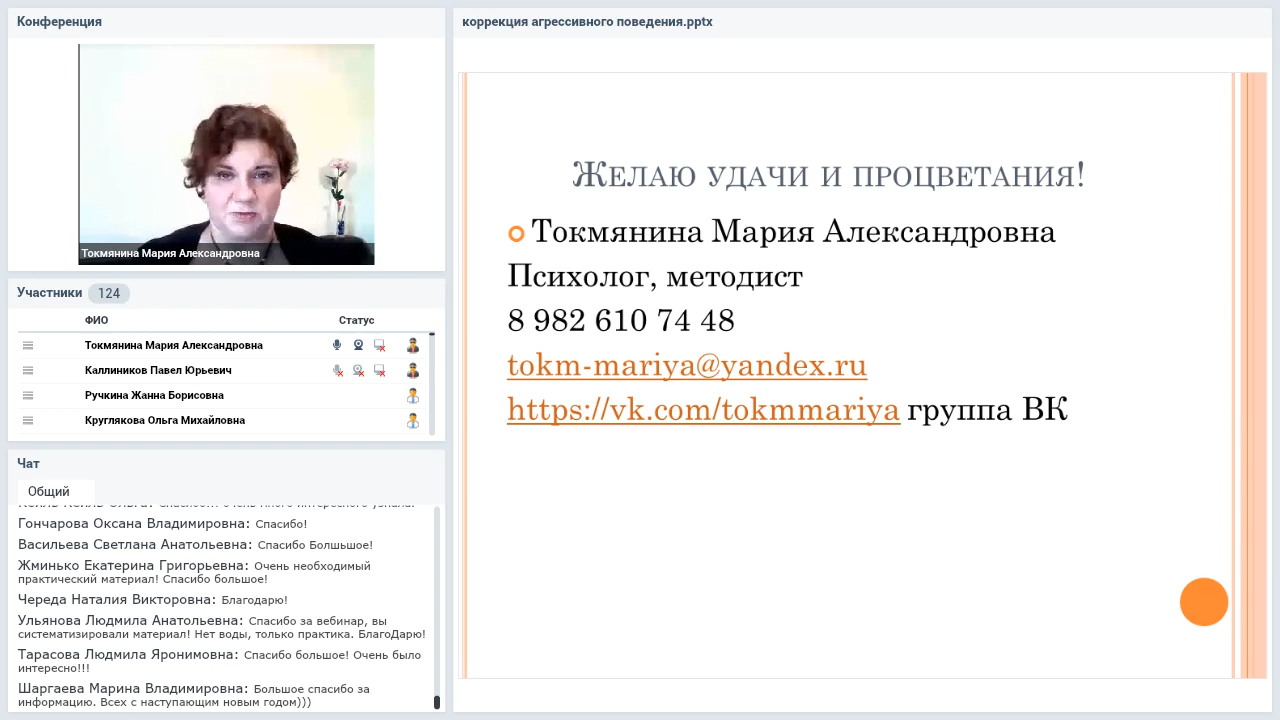 Конференция
Токмянина Мария Александровна
Участники 124
ФИО Статус
Токмянина Мария Александровна
Каллиников Павел Юрьевич
Ручкина Жанна Борисовна
Круглякова Ольга Михайловна
Чат
Общий
Гончарова Оксана Владимировна: Спасибо!
Васильева Светлана Анатольевна: Спасибо Болшьшое!
Жминько Екатерина Григорьевна: Очень необходимый
практический материал! Спасибо большое!
Череда Наталия Викторовна: Благодарю!
Ульянова Людмила Анатольевна: Спасибо за вебинар, вы
систематизировали материал! Нет воды, только практика. БлагоДарю!
Тарасова Людмила Яронимовна: Спасибо большое! Очень было
интересно!!!
Шаргаева Марина Владимировна: Большое спасибо за
информацию. Всех с наступающим новым годом)))
коррекция агрессивного поведения.pptx
Желаю удачи и процветания!
Токмянина Мария Александровна
Психолог, методист
8 982 610 74 48
tokm-mariya@yandex.ru
https://vk.com/tokmmariya группа ВК